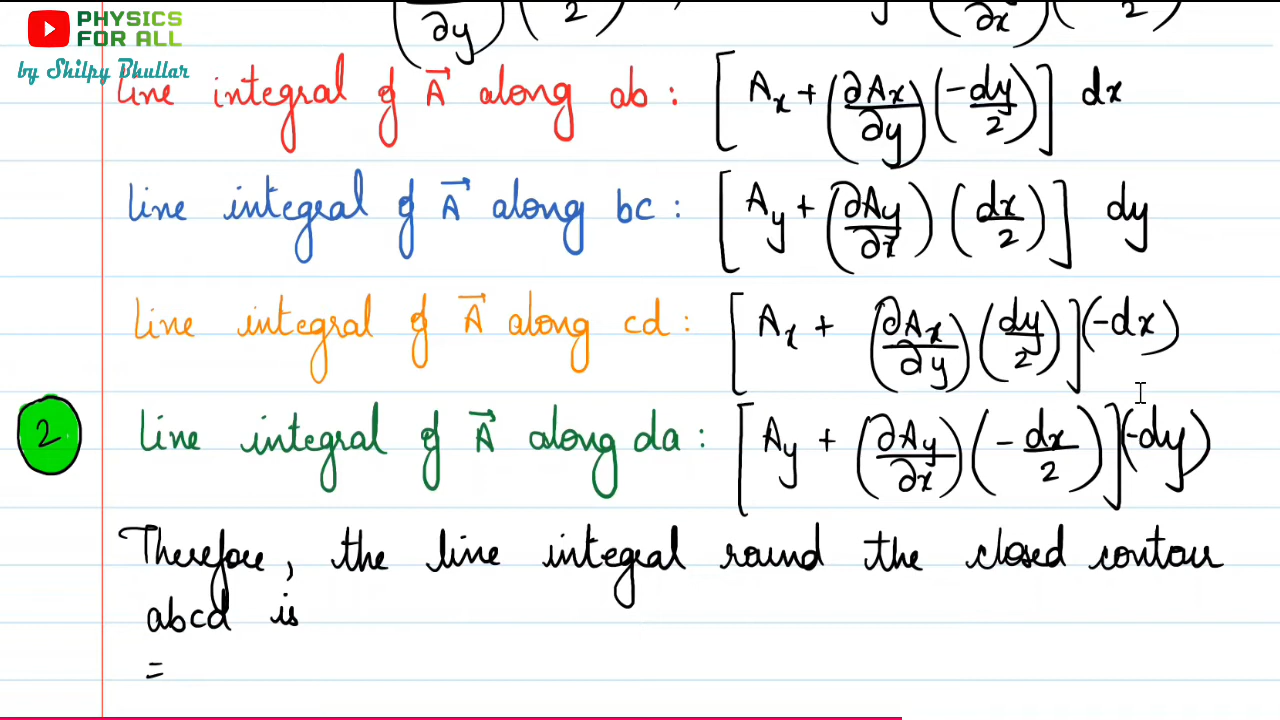 PHYSICS
FOR ALL
by Shilpy Bhullar
∂y 2 , y ∂x 2
line integral of A⃗ along ab : [Ax + (∂Ax/∂y)(-dy/2)] dx
line integral of A⃗ along bc : [Ay + (∂Ay/∂x)(dx/2)] dy
line integral of A⃗ along cd : [Ax + (∂Ax/∂y)(dy/2)](-dx)
2 line integral of A⃗ along da : [Ay + (∂Ay/∂x)(-dx/2)](-dy)
Therefore, the line integral round the closed contour
abcd is
=